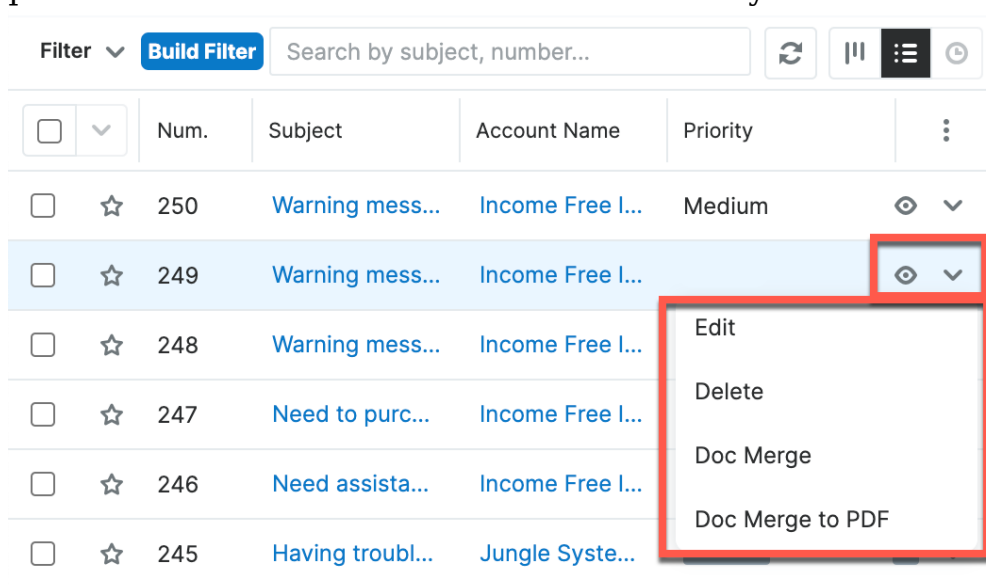 Filter Build Filter Search by subject, number...
Num. Subject Account Name Priority
250 Warning mess... Income Free I... Medium
249 Warning mess... Income Free I...
Edit
248 Warning mess... Income Free I...
Delete
247 Need to purc... Income Free I...
Doc Merge
246 Need assista... Income Free I...
Doc Merge to PDF
245 Having troubl... Jungle Syste...